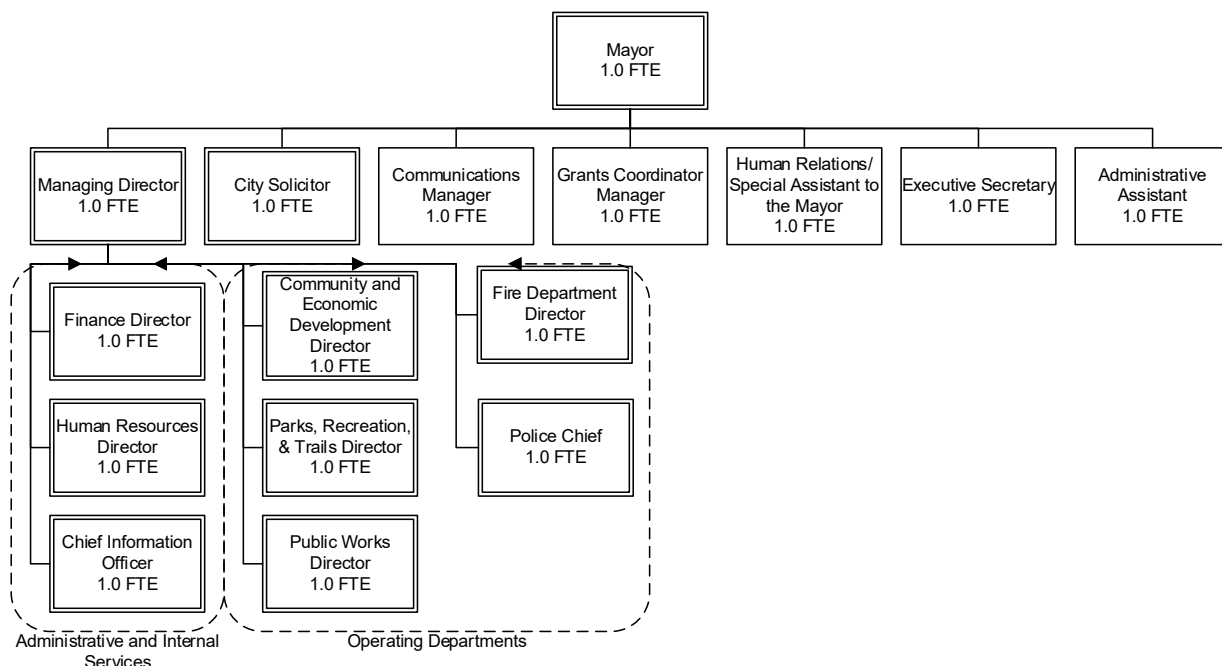 Mayor
1.0 FTE
Managing Director
1.0 FTE
City Solicitor
1.0 FTE
Communications
Manager
1.0 FTE
Grants Coordinator
Manager
1.0 FTE
Human Relations/
Special Assistant to
the Mayor
1.0 FTE
Executive Secretary
1.0 FTE
Administrative
Assistant
1.0 FTE
Finance Director
1.0 FTE
Community and
Economic
Development
Director
1.0 FTE
Fire Department
Director
1.0 FTE
Human Resources
Director
1.0 FTE
Parks, Recreation,
& Trails Director
1.0 FTE
Police Chief
1.0 FTE
Chief Information
Officer
1.0 FTE
Public Works
Director
1.0 FTE
Administrative and Internal
Services
Operating Departments